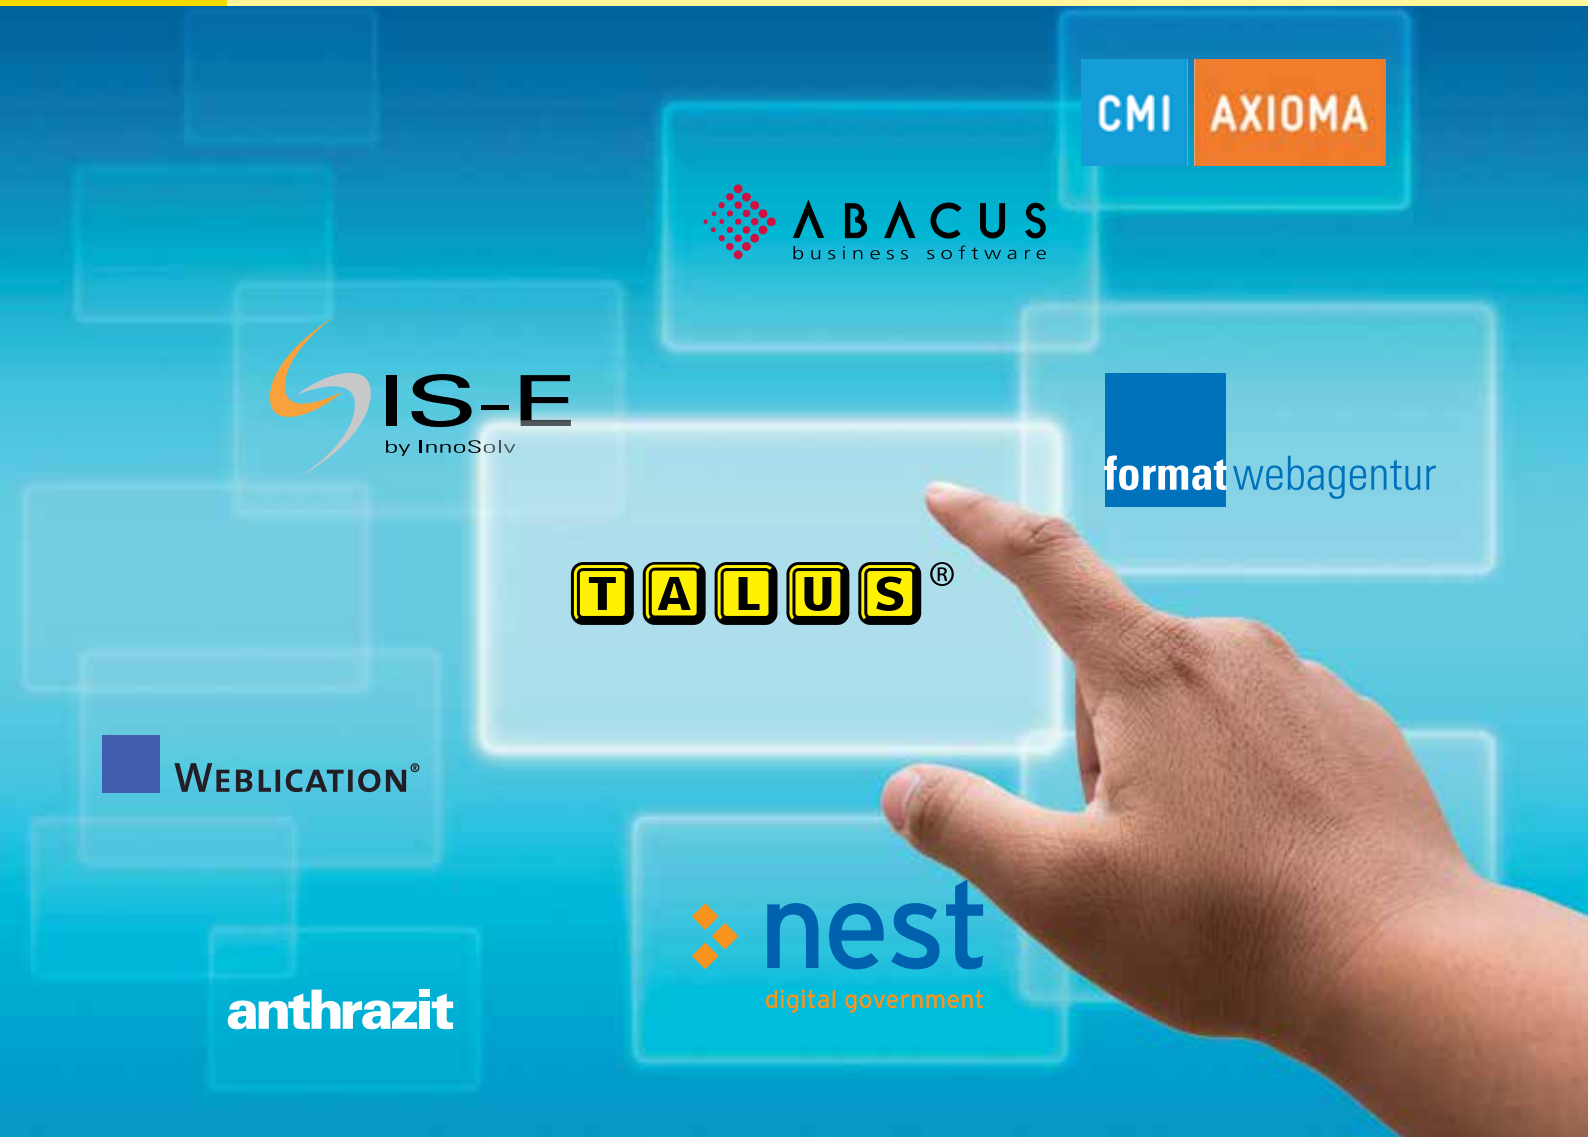 CMI AXIOMA
ABACUS
business software
IS-E
by InnoSolv
format webagentur
TALUS®
WEBLICATION®
nest
digital government
anthrazit